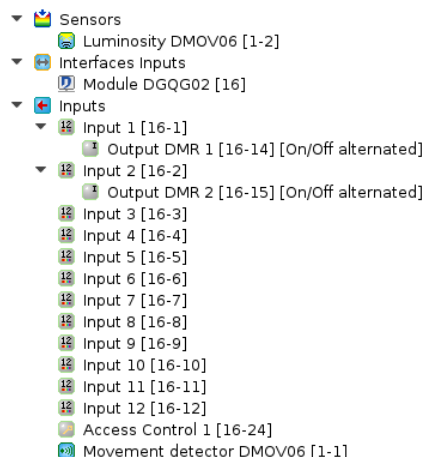 Sensors
Luminosity DMOV06 [1-2]
Interfaces Inputs
Module DGQG02 [16]
Inputs
Input 1 [16-1]
Output DMR 1 [16-14] [On/Off alternated]
Input 2 [16-2]
Output DMR 2 [16-15] [On/Off alternated]
Input 3 [16-3]
Input 4 [16-4]
Input 5 [16-5]
Input 6 [16-6]
Input 7 [16-7]
Input 8 [16-8]
Input 9 [16-9]
Input 10 [16-10]
Input 11 [16-11]
Input 12 [16-12]
Access Control 1 [16-24]
Movement detector DMOV06 [1-1]